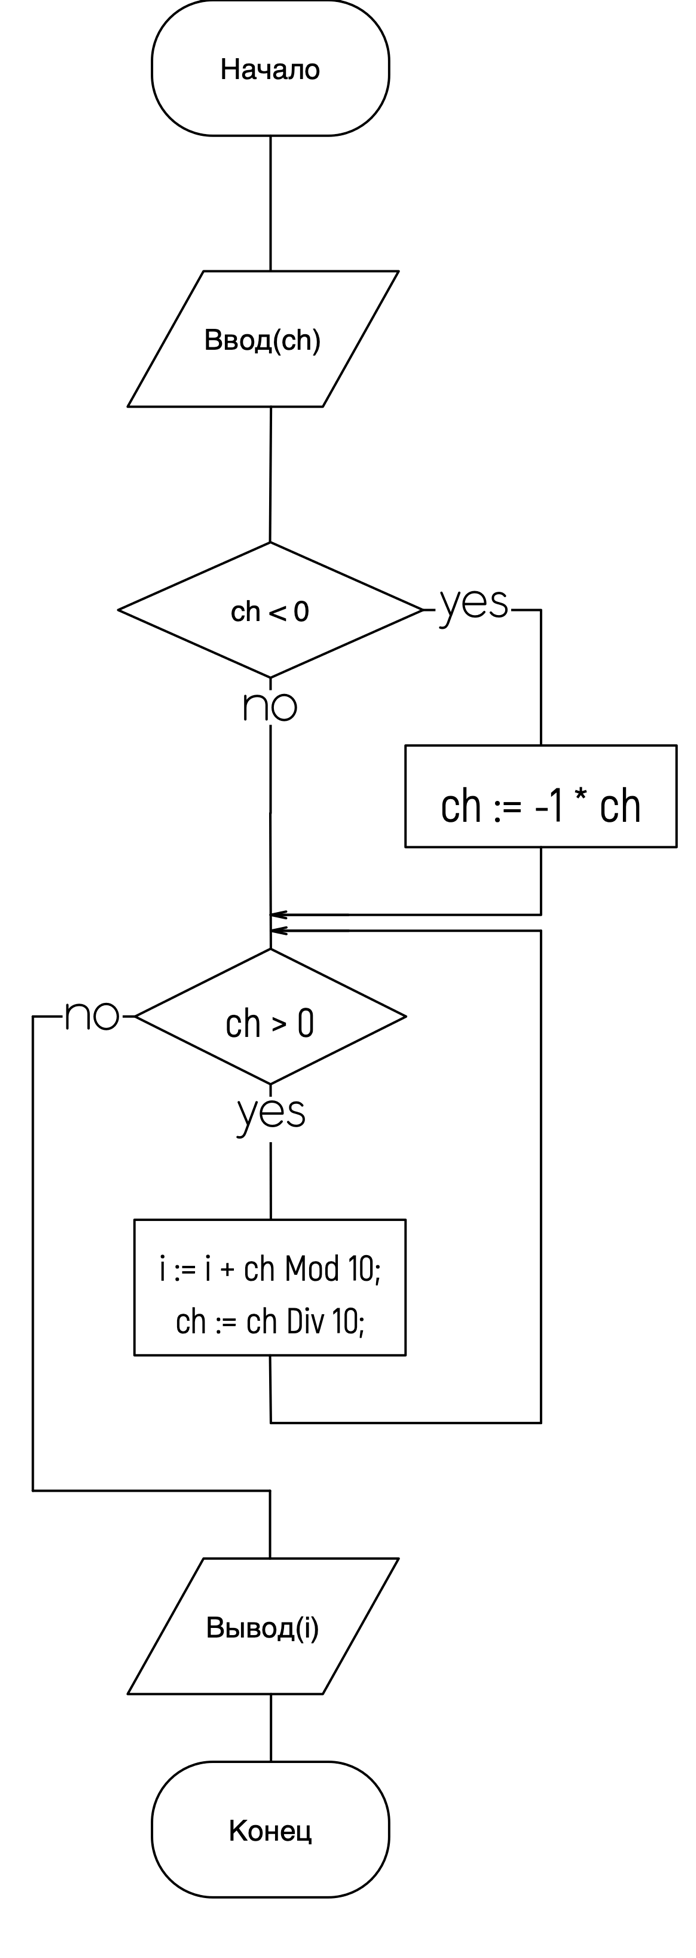 Начало
Ввод(ch)
ch < 0
yes
no
ch := -1 * ch
no
ch > 0
yes
i := i + ch Mod 10;
ch := ch Div 10;
Вывод(i)
Конец